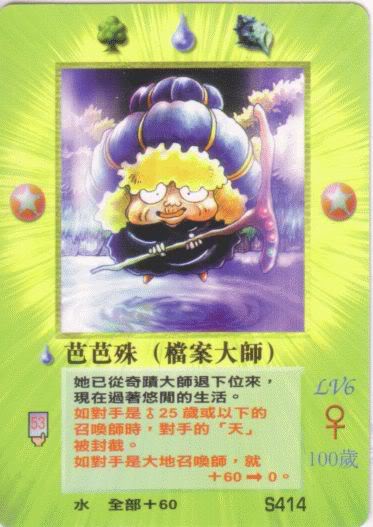 芭芭殊（檔案大師）
她已從奇蹟大師退下位來，
現在過著悠閒的生活。
如對手是♂25歲或以下的
召喚師時，對手的「天」
被封截。
如對手是大地召喚師，就
+60→0。
LV6
♀
100歲
53
水 全部+60
S414